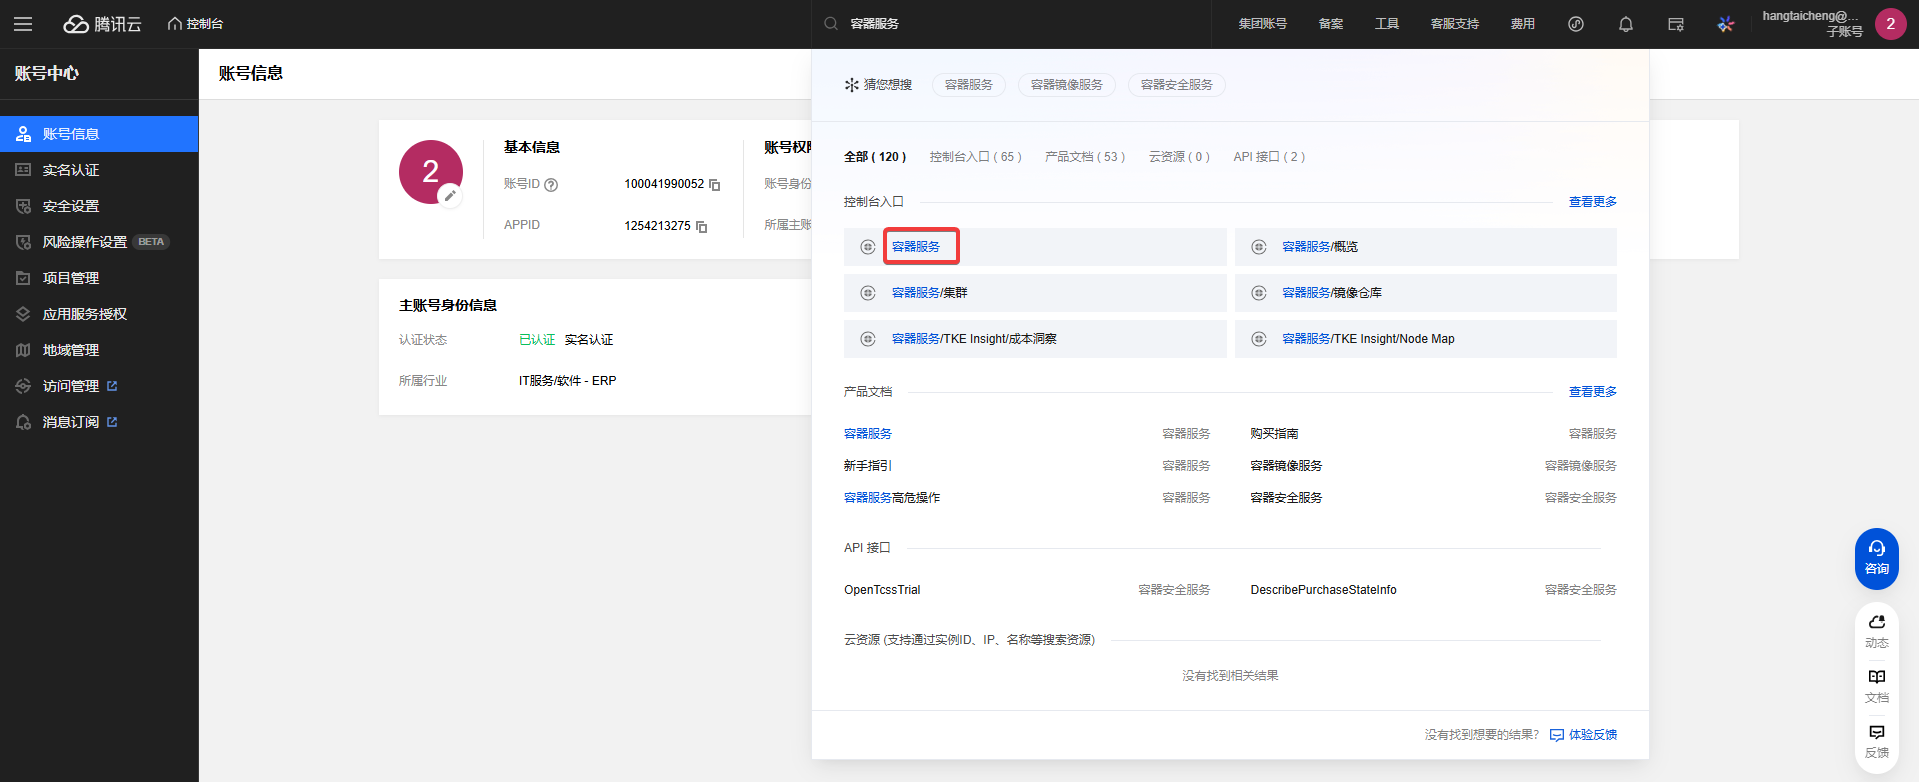 腾讯云
控制台
容器服务
集团账号
备案
工具
客服支持
费用
hangtaicheng@...
子账号
2
账号中心
账号信息
实名认证
安全设置
风险操作设置 BETA
项目管理
应用服务授权
地域管理
访问管理
消息订阅
账号信息
2
基本信息
账号ID 100041990052
APPID 1254213275
账号权
账号身份
所属主账
主账号身份信息
认证状态 已认证 实名认证
所属行业 IT服务/软件 - ERP
猜您想搜 容器服务 容器镜像服务 容器安全服务
全部 ( 120 ) 控制台入口 ( 65 ) 产品文档 ( 53 ) 云资源 ( 0 ) API 接口 ( 2 )
控制台入口 查看更多
容器服务 容器服务/概览
容器服务/集群 容器服务/镜像仓库
容器服务/TKE Insight/成本洞察 容器服务/TKE Insight/Node Map
产品文档 查看更多
容器服务 容器服务 购买指南 容器服务
新手指引 容器服务 容器镜像服务 容器镜像服务
容器服务高危操作 容器服务 容器安全服务 容器安全服务
API 接口
OpenTcssTrial 容器安全服务 DescribePurchaseStateInfo 容器安全服务
云资源 (支持通过实例ID、IP、名称等搜索资源)
没有找到相关结果
没有找到想要的结果? 体验反馈
咨询
动态
文档
反馈